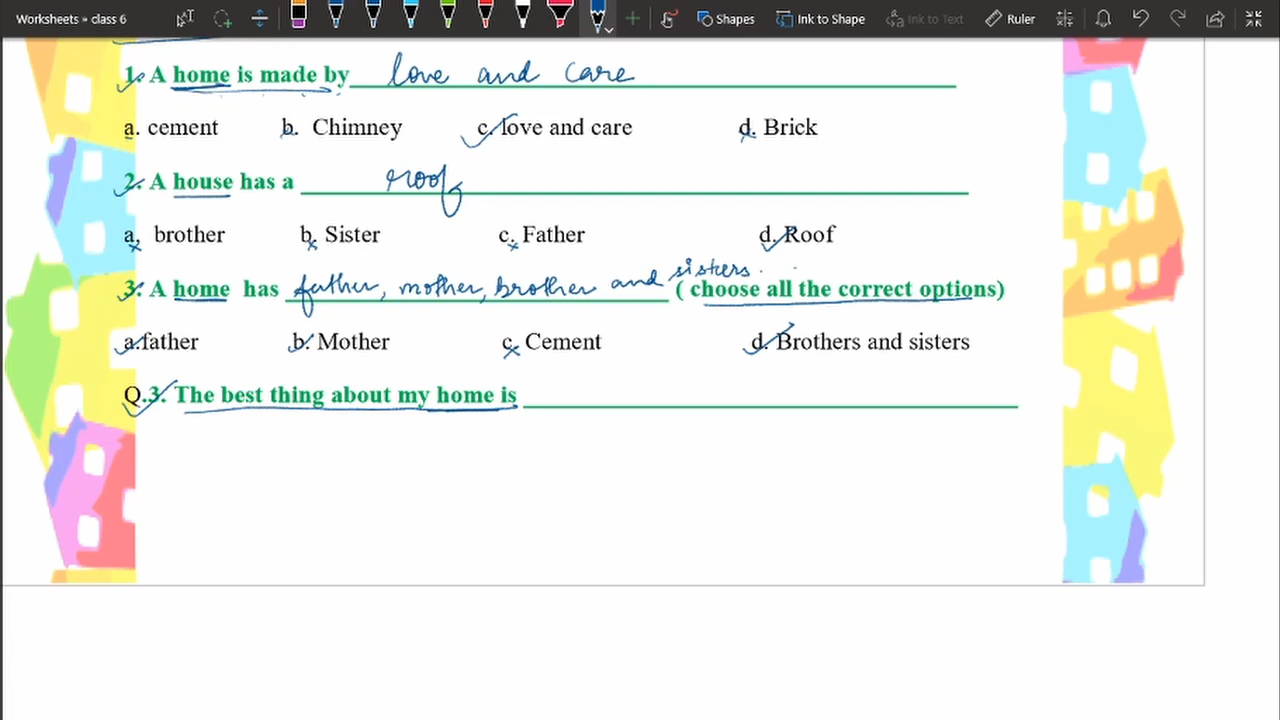 Worksheets » class 6
Shapes Ink to Shape Ink to Text Ruler
1. A home is made by love and care
a. cement b. Chimney c. love and care d. Brick
2. A house has a roof
a. brother b. Sister c. Father d. Roof
3. A home has father, mother, brother and sisters. ( choose all the correct options)
a.father b. Mother c. Cement d. Brothers and sisters
Q.3. The best thing about my home is